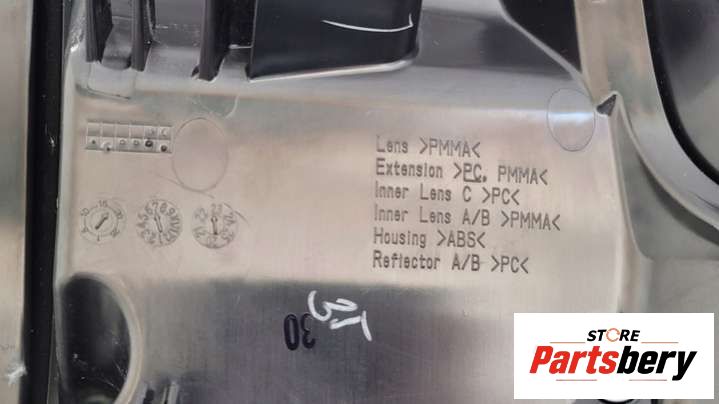 Lens >PMMA<
Extension >PC, PMMA<
Inner Lens C >PC<
Inner Lens A/B >PMMA<
Housing >ABS<
Reflector A/B >PC<
30
STORE
Partsbery